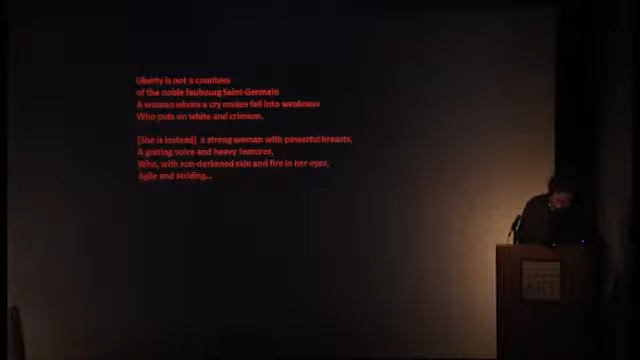 Liberty is not a countess
of the noble faubourg Saint-Germain
A woman whom a cry makes fall into weakness
Who puts on white and crimson.
[She is instead] a strong woman with powerful breasts,
A grating voice and heavy features,
Who, with sun-darkened skin and fire in her eyes,
Agile and striding...
ART